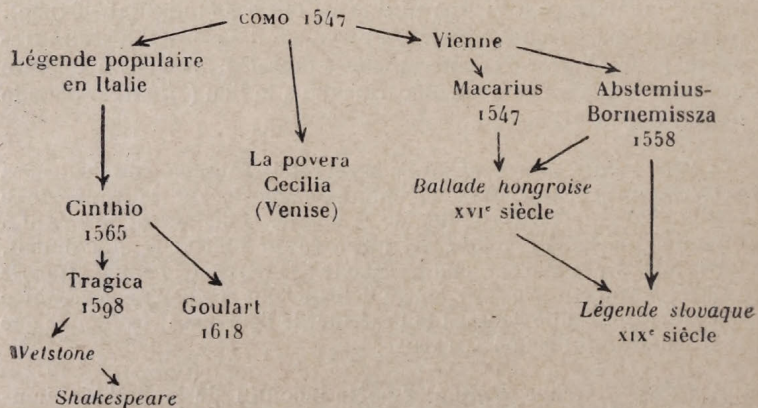 COMO 1547
Légende populaire
en Italie
Vienne
Macarius
1547
Abstemius-
Bornemissza
1558
La povera
Cecilia
(Venise)
Ballade hongroise
XVIe siècle
Cinthio
1565
Tragica
1598
Goulart
1618
Légende slovaque
XIXe siècle
Wetstone
Shakespeare